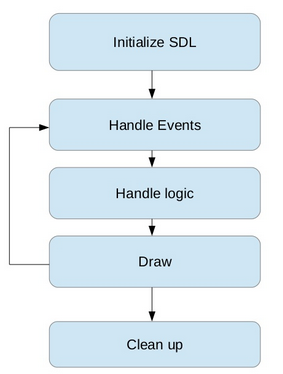 Initialize SDL
Handle Events
Handle logic
Draw
Clean up